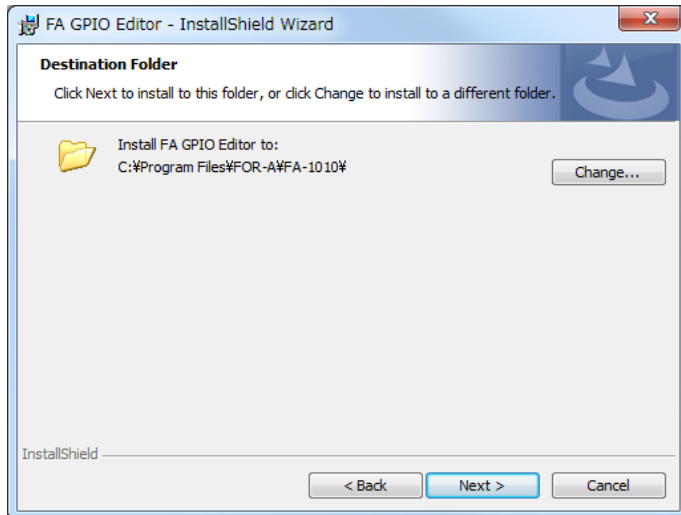 FA GPIO Editor - InstallShield Wizard
Destination Folder
Click Next to install to this folder, or click Change to install to a different folder.
Install FA GPIO Editor to:
C:¥Program Files¥FOR-A¥FA-1010¥
Change...
InstallShield
< Back
Next >
Cancel